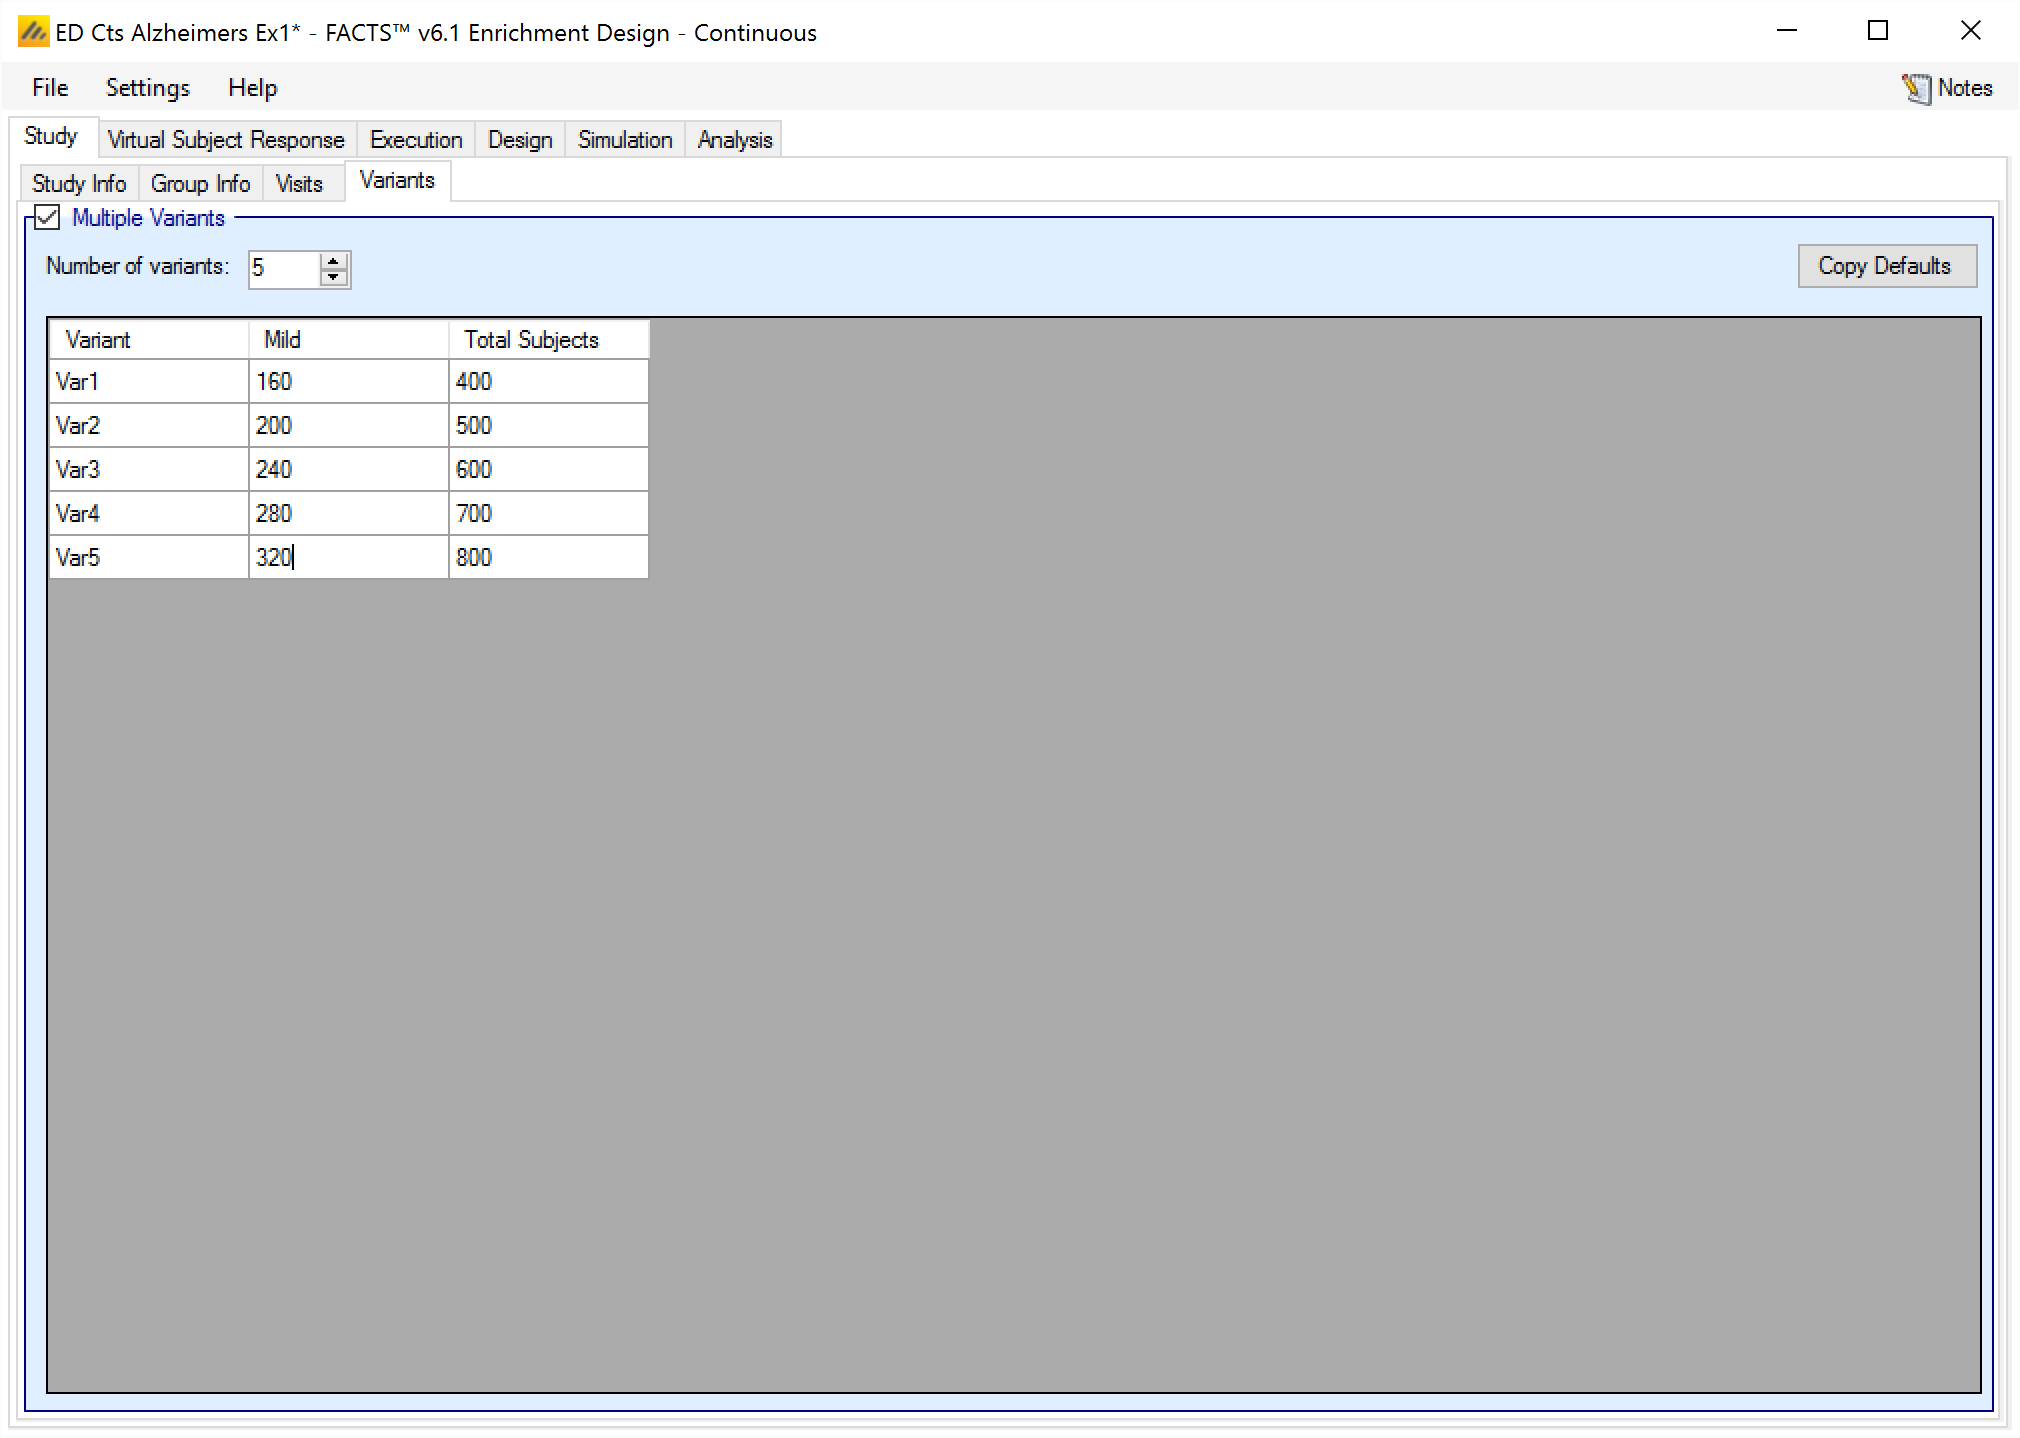 ED Cts Alzheimers Ex1* - FACTS™ v6.1 Enrichment Design - Continuous
File Settings Help Notes
Study Virtual Subject Response Execution Design Simulation Analysis
Study Info Group Info Visits Variants
Multiple Variants
Number of variants: 5 Copy Defaults
Variant Mild Total Subjects
Var1 160 400
Var2 200 500
Var3 240 600
Var4 280 700
Var5 320 800